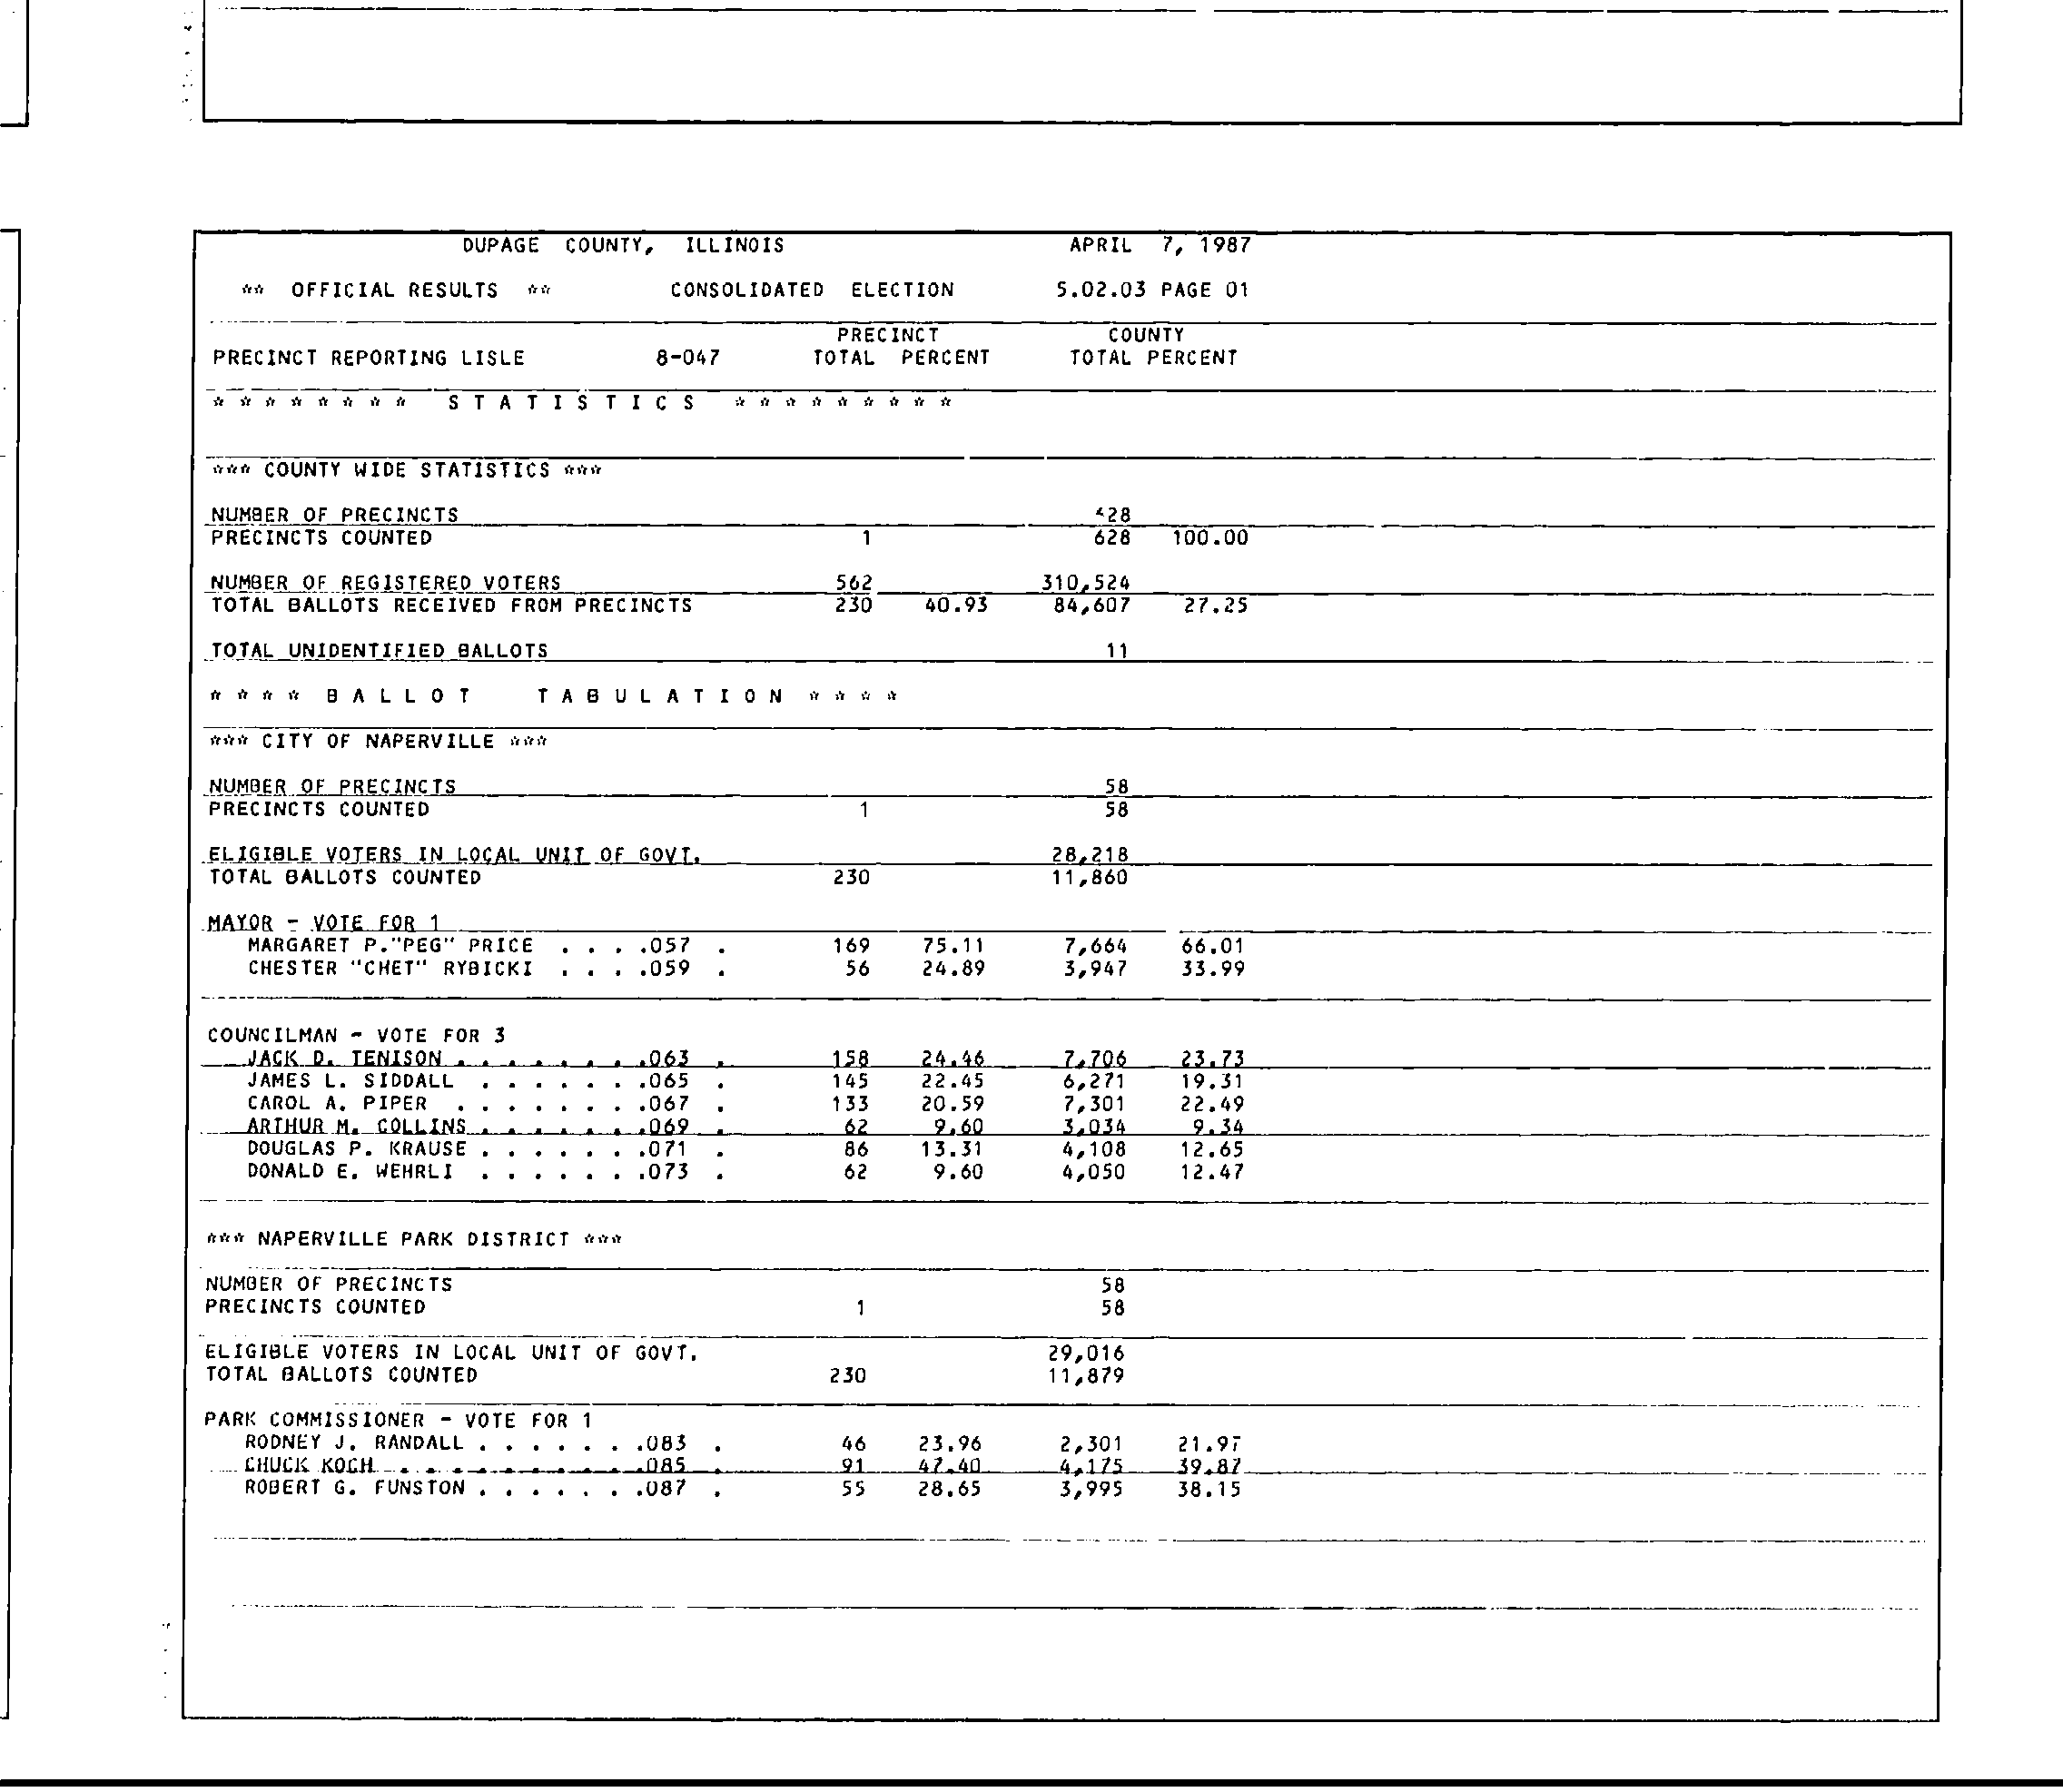 DUPAGE COUNTY, ILLINOIS APRIL 7, 1987
** OFFICIAL RESULTS ** CONSOLIDATED ELECTION 5.02.03 PAGE 01
PRECINCT COUNTY
PRECINCT REPORTING LISLE 8-047 TOTAL PERCENT TOTAL PERCENT
* * * * * * * * S T A T I S T I C S * * * * * * * * *
*** COUNTY WIDE STATISTICS ***
NUMBER OF PRECINCTS
PRECINCTS COUNTED 1 628 100.00
NUMBER OF REGISTERED VOTERS 562 310,524
TOTAL BALLOTS RECEIVED FROM PRECINCTS 230 40.93 84,607 27.25
TOTAL UNIDENTIFIED BALLOTS 11
* * * * B A L L O T T A B U L A T I O N * * * *
*** CITY OF NAPERVILLE ***
NUMBER OF PRECINCTS 58
PRECINCTS COUNTED 1 58
ELIGIBLE VOTERS IN LOCAL UNIT OF GOVT. 28,218
TOTAL BALLOTS COUNTED 230 11,860
MAYOR - VOTE FOR 1
MARGARET P."PEG" PRICE . . . .057 . 169 75.11 7,664 66.01
CHESTER "CHET" RYBICKI . . . .059 . 56 24.89 3,947 33.99
COUNCILMAN - VOTE FOR 3
JACK D. TENISON . . . . . . . .063 . 158 24.46 7,706 23.73
JAMES L. SIDDALL . . . . . . .065 . 145 22.45 6,271 19.31
CAROL A. PIPER . . . . . . . .067 . 133 20.59 7,301 22.49
ARTHUR M. COLLINS . . . . . . .069 . 62 9.60 3,034 9.34
DOUGLAS P. KRAUSE . . . . . . .071 . 86 13.31 4,108 12.65
DONALD E. WEHRLI . . . . . . .073 . 62 9.60 4,050 12.47
*** NAPERVILLE PARK DISTRICT ***
NUMBER OF PRECINCTS 58
PRECINCTS COUNTED 1 58
ELIGIBLE VOTERS IN LOCAL UNIT OF GOVT. 29,016
TOTAL BALLOTS COUNTED 230 11,879
PARK COMMISSIONER - VOTE FOR 1
RODNEY J. RANDALL . . . . . . .083 . 46 23.96 2,301 21.97
CHUCK KOCH . . . . . . . . . . .085 . 91 47.40 4,175 39.87
ROBERT G. FUNSTON . . . . . . .087 . 55 28.65 3,995 38.15